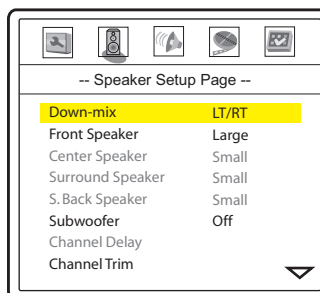 -- Speaker Setup Page --
Down-mix LT/RT
Front Speaker Large
Center Speaker Small
Surround Speaker Small
S. Back Speaker Small
Subwoofer Off
Channel Delay
Channel Trim